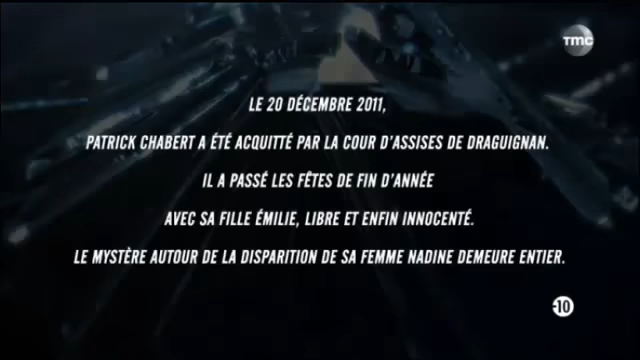 TMC
LE 20 DÉCEMBRE 2011,
PATRICK CHABERT A ÉTÉ ACQUITTÉ PAR LA COUR D'ASSISES DE DRAGUIGNAN.
IL A PASSÉ LES FÊTES DE FIN D'ANNÉE
AVEC SA FILLE ÉMILIE, LIBRE ET ENFIN INNOCENTÉ.
LE MYSTÈRE AUTOUR DE LA DISPARITION DE SA FEMME NADINE DEMEURE ENTIER.
-10